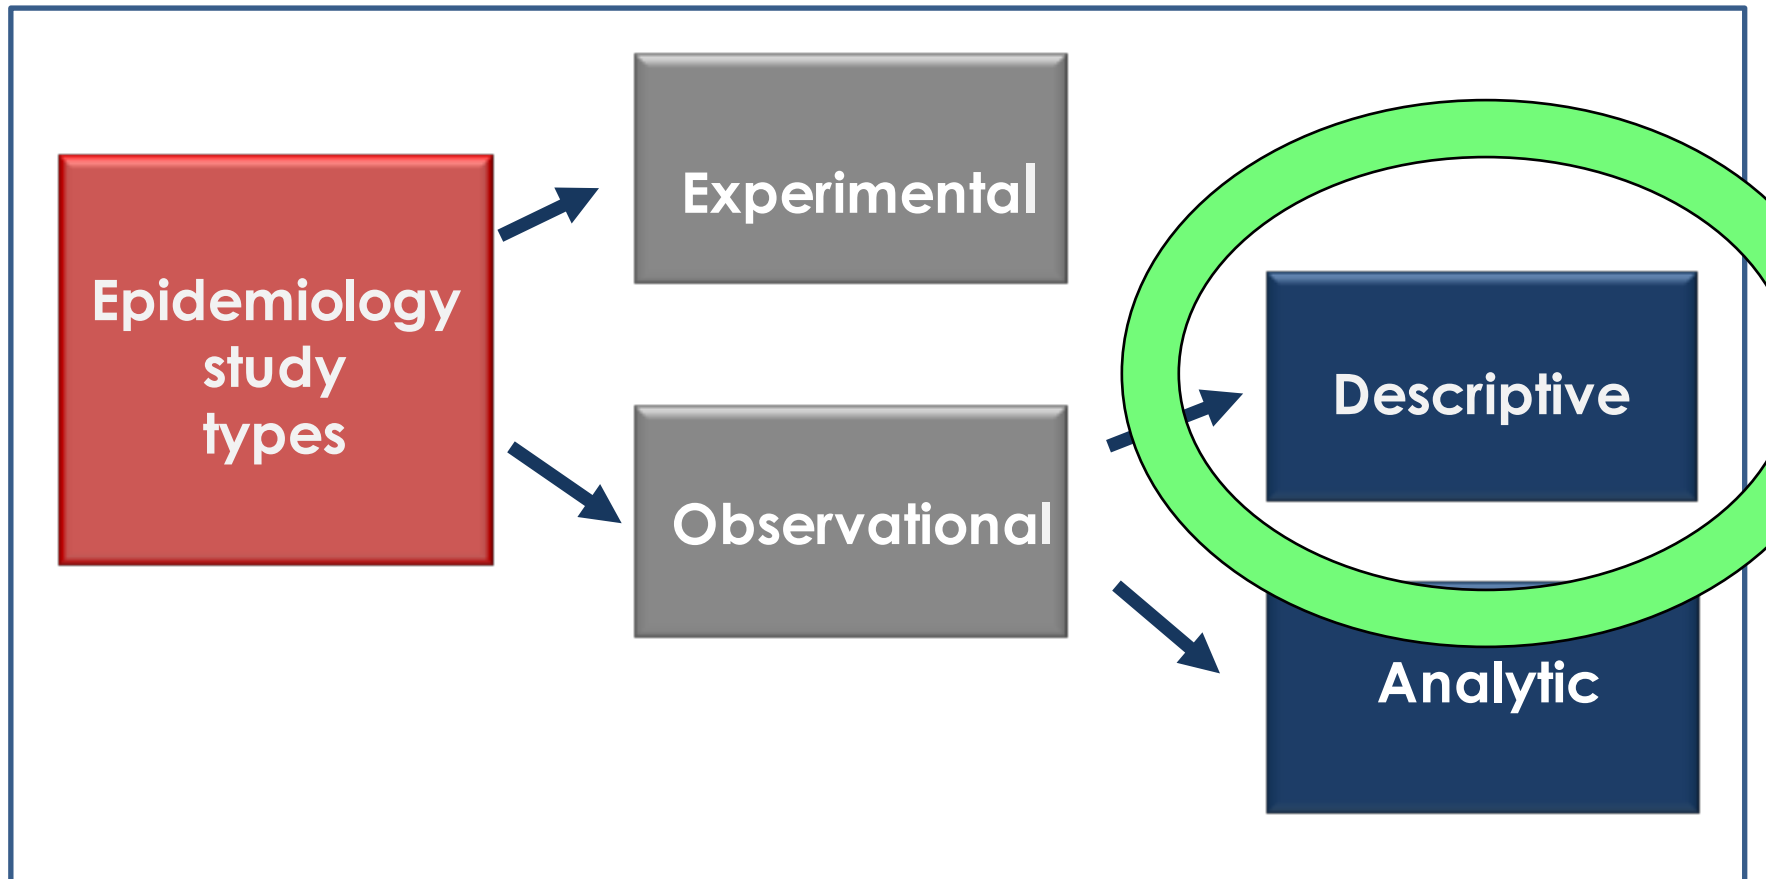 Epidemiology
study
types
Experimental
Observational
Descriptive
Analytic